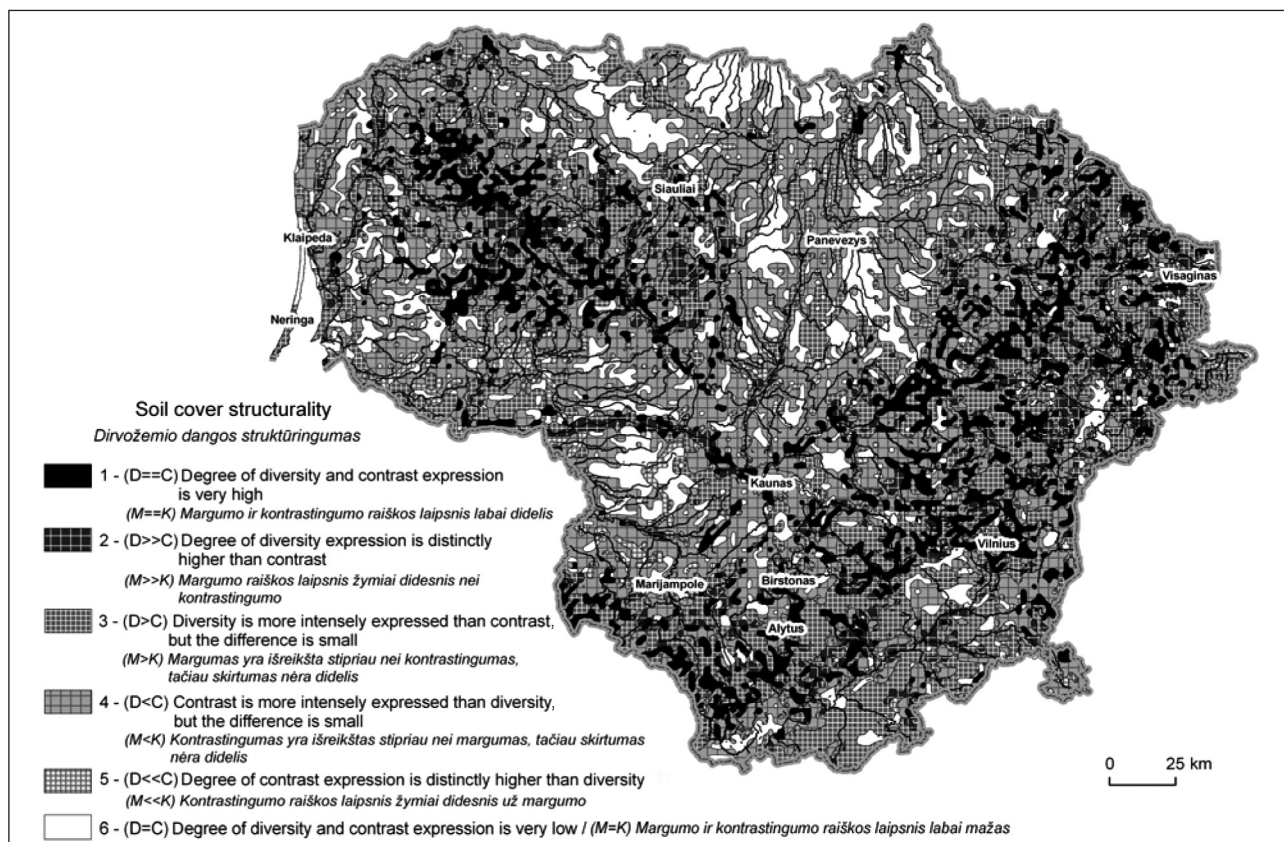 Siauliai
Klaipeda
Panevezys
Visaginas
Neringa
Soil cover structurality
Dirvožemio dangos struktūringumas
1 - (D==C) Degree of diversity and contrast expression
is very high
(M==K) Margumo ir kontrastingumo raiškos laipsnis labai didelis
Kaunas
2 - (D>>C) Degree of diversity expression is distinctly
higher than contrast
Vilnius
(M>>K) Margumo raiškos laipsnis žymiai didesnis nei
kontrastingumo
Marijampole
Birstonas
3 - (D>C) Diversity is more intensely expressed than contrast,
but the difference is small
Alytus
(M>K) Margumas yra išreikšta stipriau nei kontrastingumas,
tačiau skirtumas nėra didelis
4 - (D<C) Contrast is more intensely expressed than diversity,
but the difference is small
(M<K) Kontrastingumas yra išreikštas stipriau nei margumas, tačiau skirtumas
nėra didelis
0 25 km
5 - (D<<C) Degree of contrast expression is distinctly higher than diversity
(M<<K) Kontrastingumo raiškos laipsnis žymiai didesnis už margumo
6 - (D=C) Degree of diversity and contrast expression is very low / (M=K) Margumo ir kontrastingumo raiškos laipsnis labai mažas